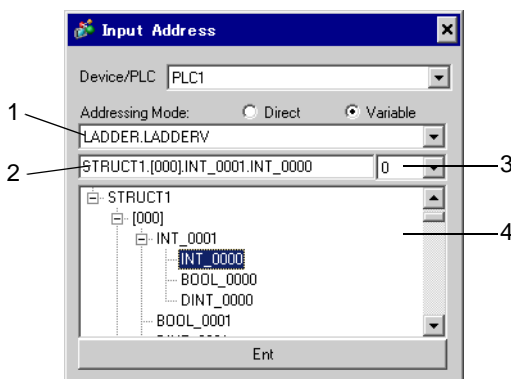 Input Address
Device/PLC PLC1
Addressing Mode: Direct Variable
1 LADDER.LADDERV
2 STRUCT1.[000].INT_0001.INT_0000 0 3
STRUCT1
[000]
4
INT_0001
INT_0000
BOOL_0000
DINT_0000
BOOL_0001
Ent